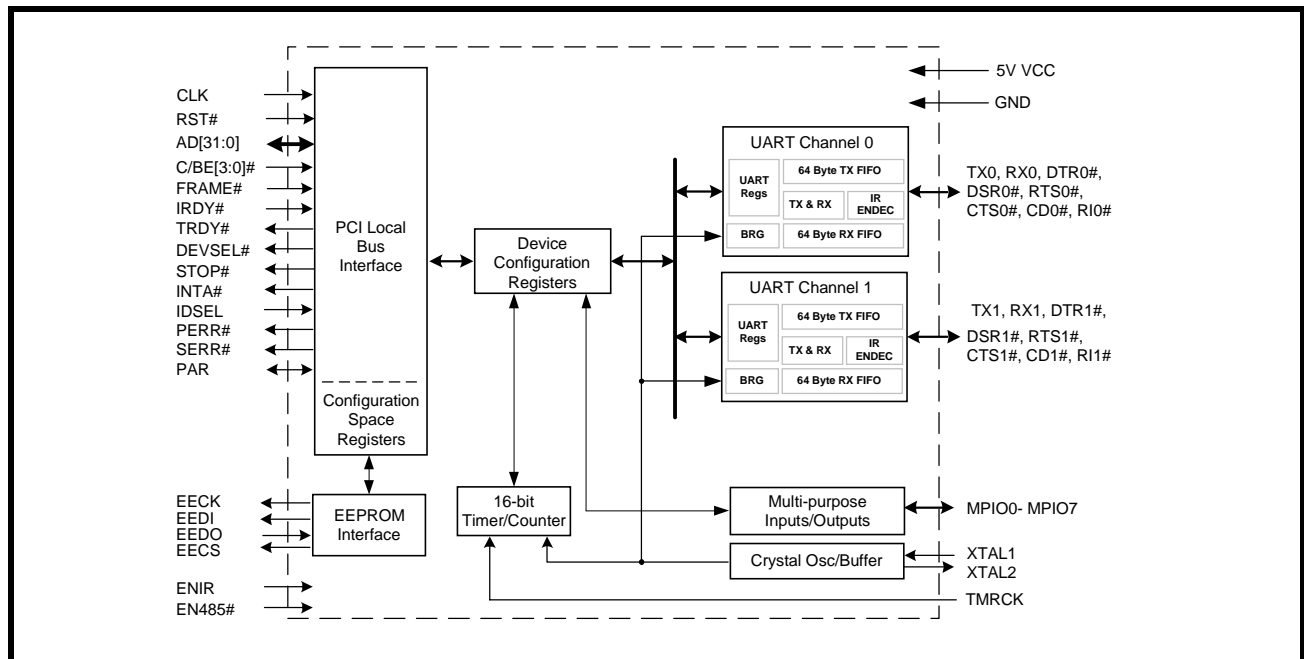 CLK
RST#
AD[31:0]
C/BE[3:0]#
FRAME#
IRDY#
TRDY#
DEVSEL#
STOP#
INTA#
IDSEL
PERR#
SERR#
PAR
EECK
EEDI
EEDO
EECS
ENIR
EN485#
PCI Local
Bus
Interface
Configuration
Space
Registers
EEPROM
Interface
Device
Configuration
Registers
16-bit
Timer/Counter
UART Channel 0
UART
Regs
64 Byte TX FIFO
TX & RX
IR
ENDEC
BRG
64 Byte RX FIFO
UART Channel 1
UART
Regs
64 Byte TX FIFO
TX & RX
IR
ENDEC
BRG
64 Byte RX FIFO
Multi-purpose
Inputs/Outputs
Crystal Osc/Buffer
5V VCC
GND
TX0, RX0, DTR0#,
DSR0#, RTS0#,
CTS0#, CD0#, RI0#
TX1, RX1, DTR1#,
DSR1#, RTS1#,
CTS1#, CD1#, RI1#
MPIO0- MPIO7
XTAL1
XTAL2
TMRCK